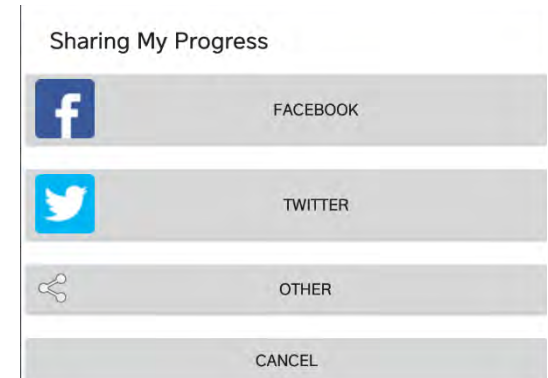 Sharing My Progress
FACEBOOK
TWITTER
OTHER
CANCEL